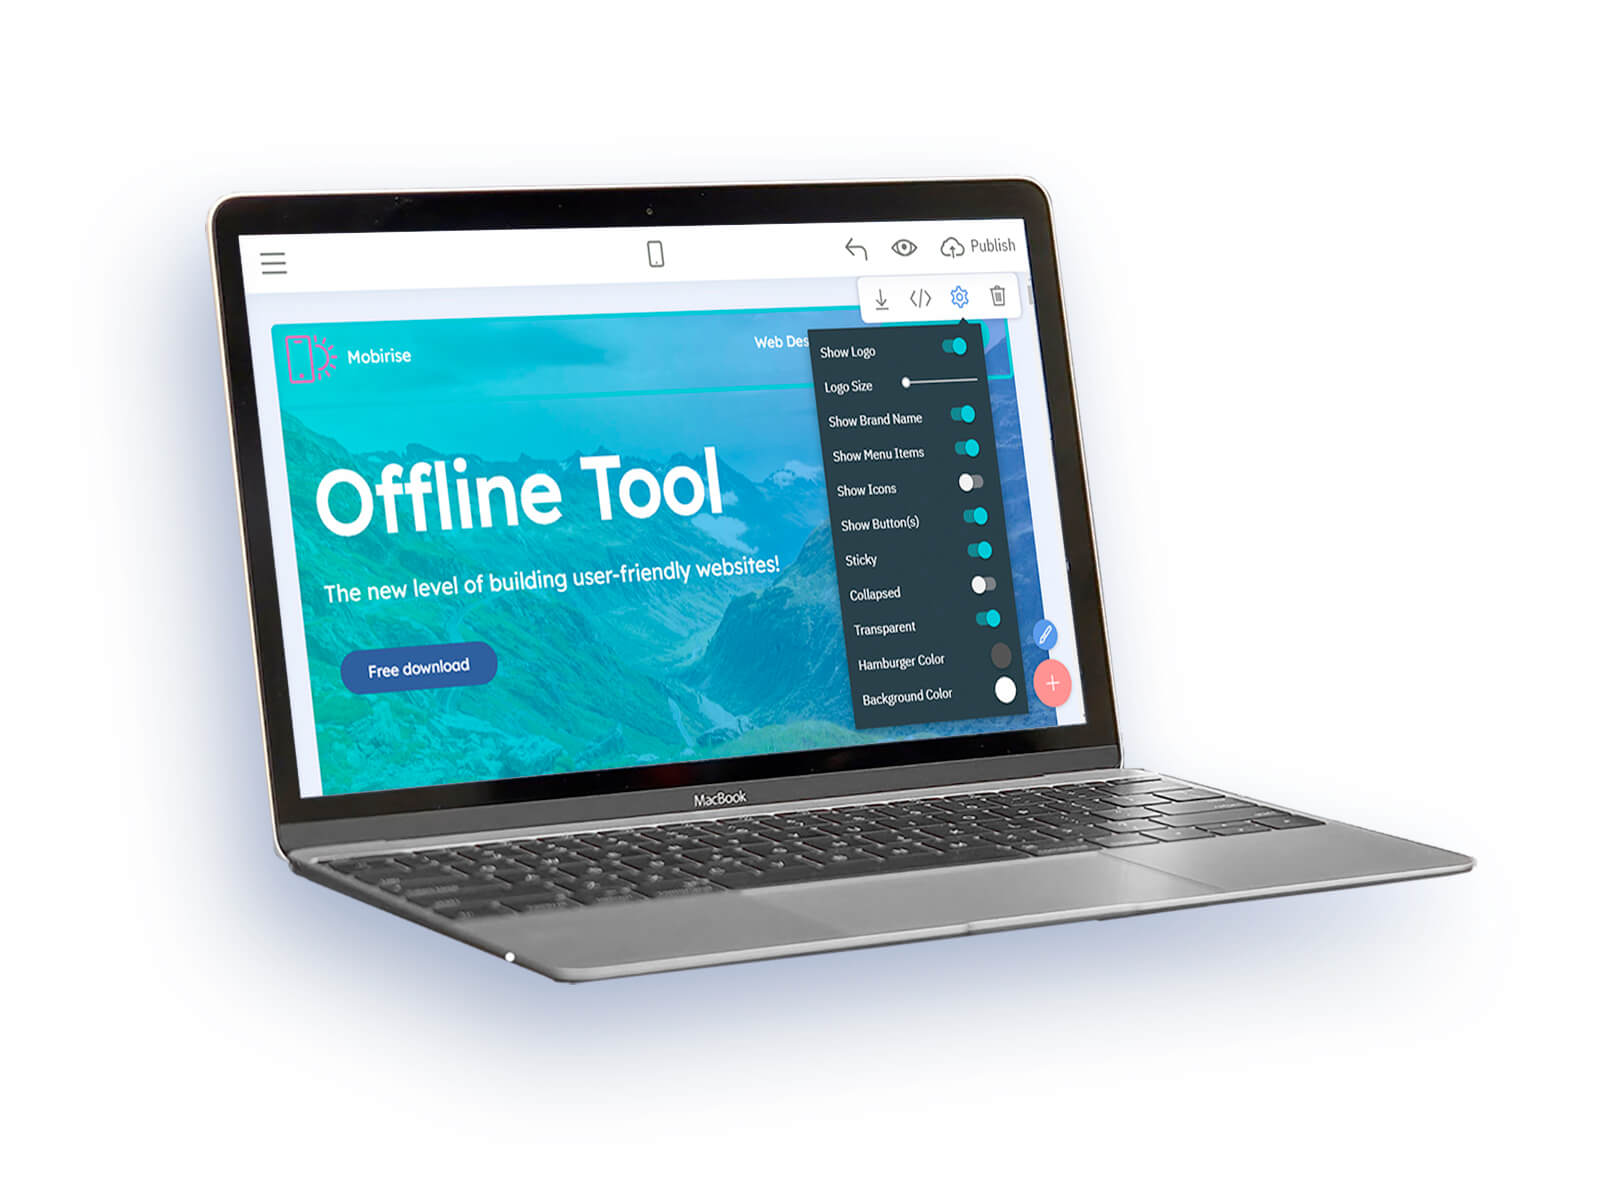 Publish
</>
Mobirise
Web Des
Show Logo
Logo Size
Show Brand Name
Show Menu Items
Show Icons
Show Button(s)
Sticky
Collapsed
Transparent
Hamburger Color
Background Color
Offline Tool
The new level of building user-friendly websites!
Free download
MacBook